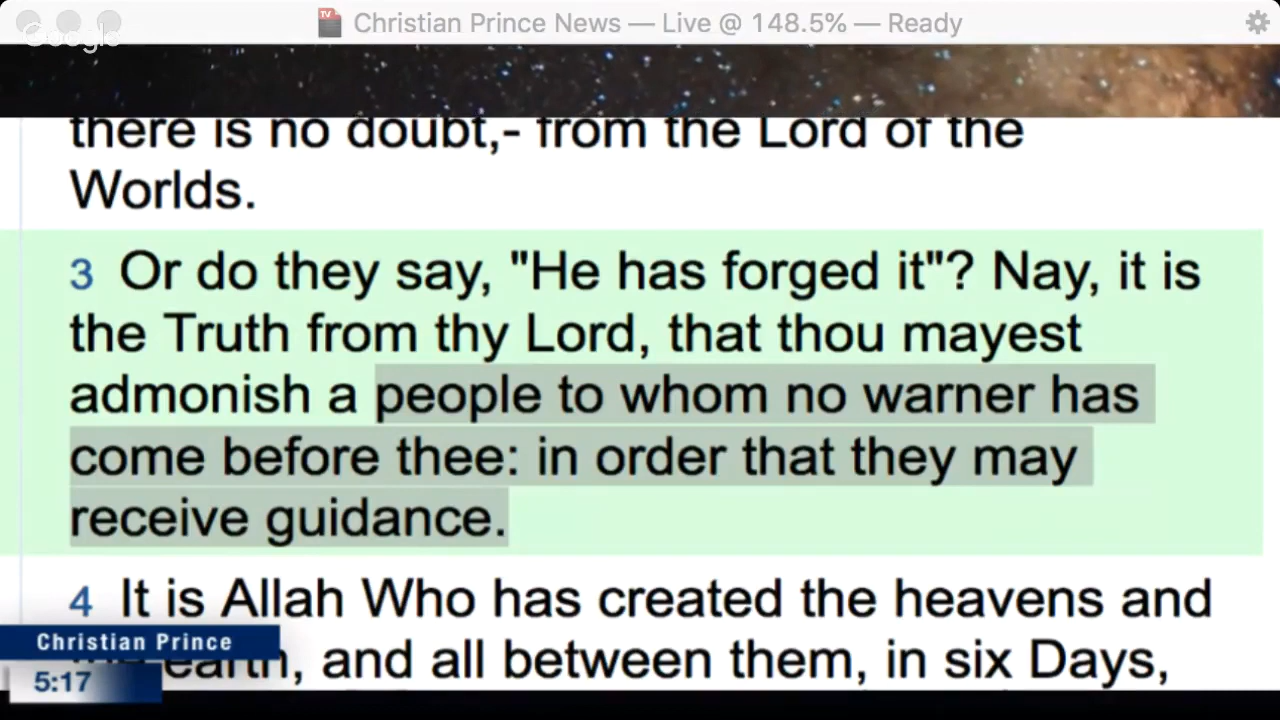 Christian Prince News — Live @ 148.5% — Ready
Google
there is no doubt,- from the Lord of the
Worlds.
3 Or do they say, "He has forged it"? Nay, it is
the Truth from thy Lord, that thou mayest
admonish a people to whom no warner has
come before thee: in order that they may
receive guidance.
4 It is Allah Who has created the heavens and
the earth, and all between them, in six Days,
Christian Prince
5:17